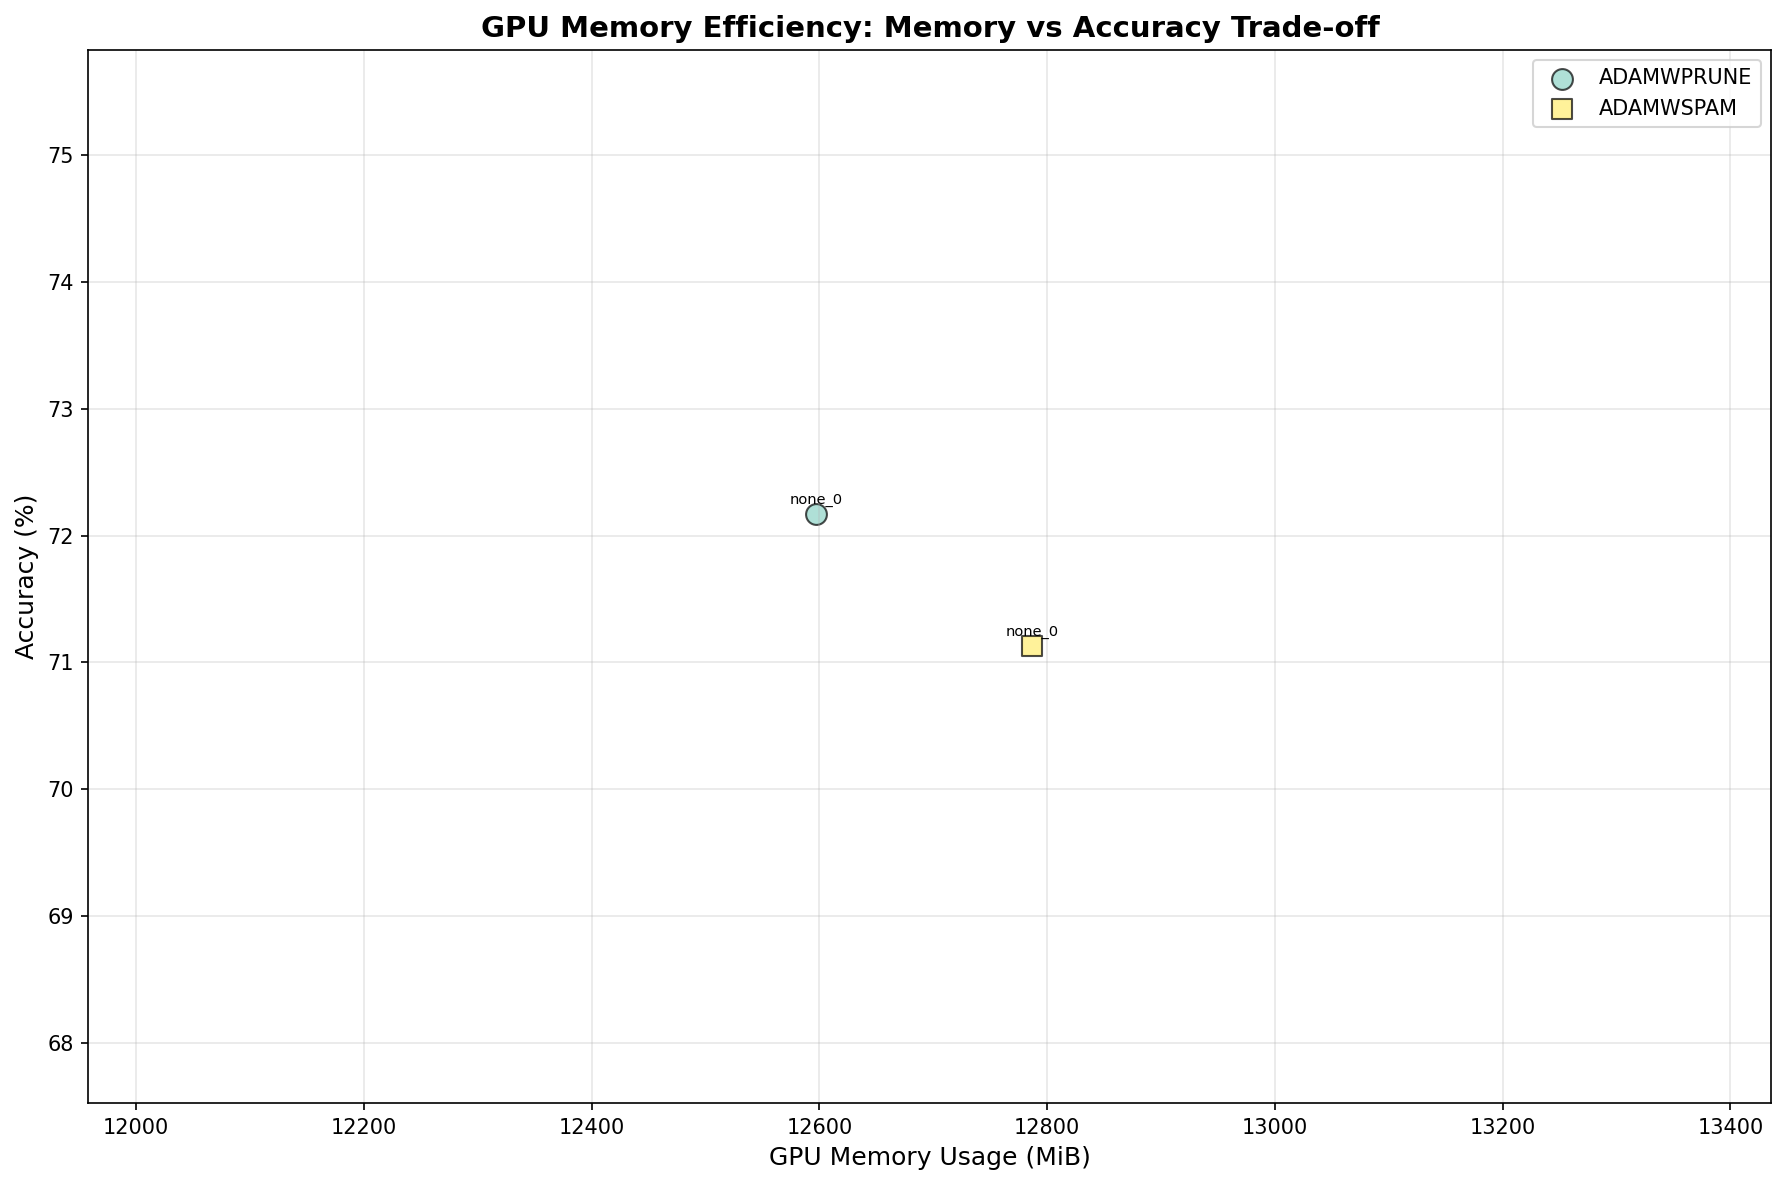 GPU Memory Efficiency: Memory vs Accuracy Trade-off
ADAMWPRUNE
ADAMWSPAM
75
74
73
72
71
70
69
68
Accuracy (%)
none_0
none_0
12000 12200 12400 12600 12800 13000 13200 13400
GPU Memory Usage (MiB)